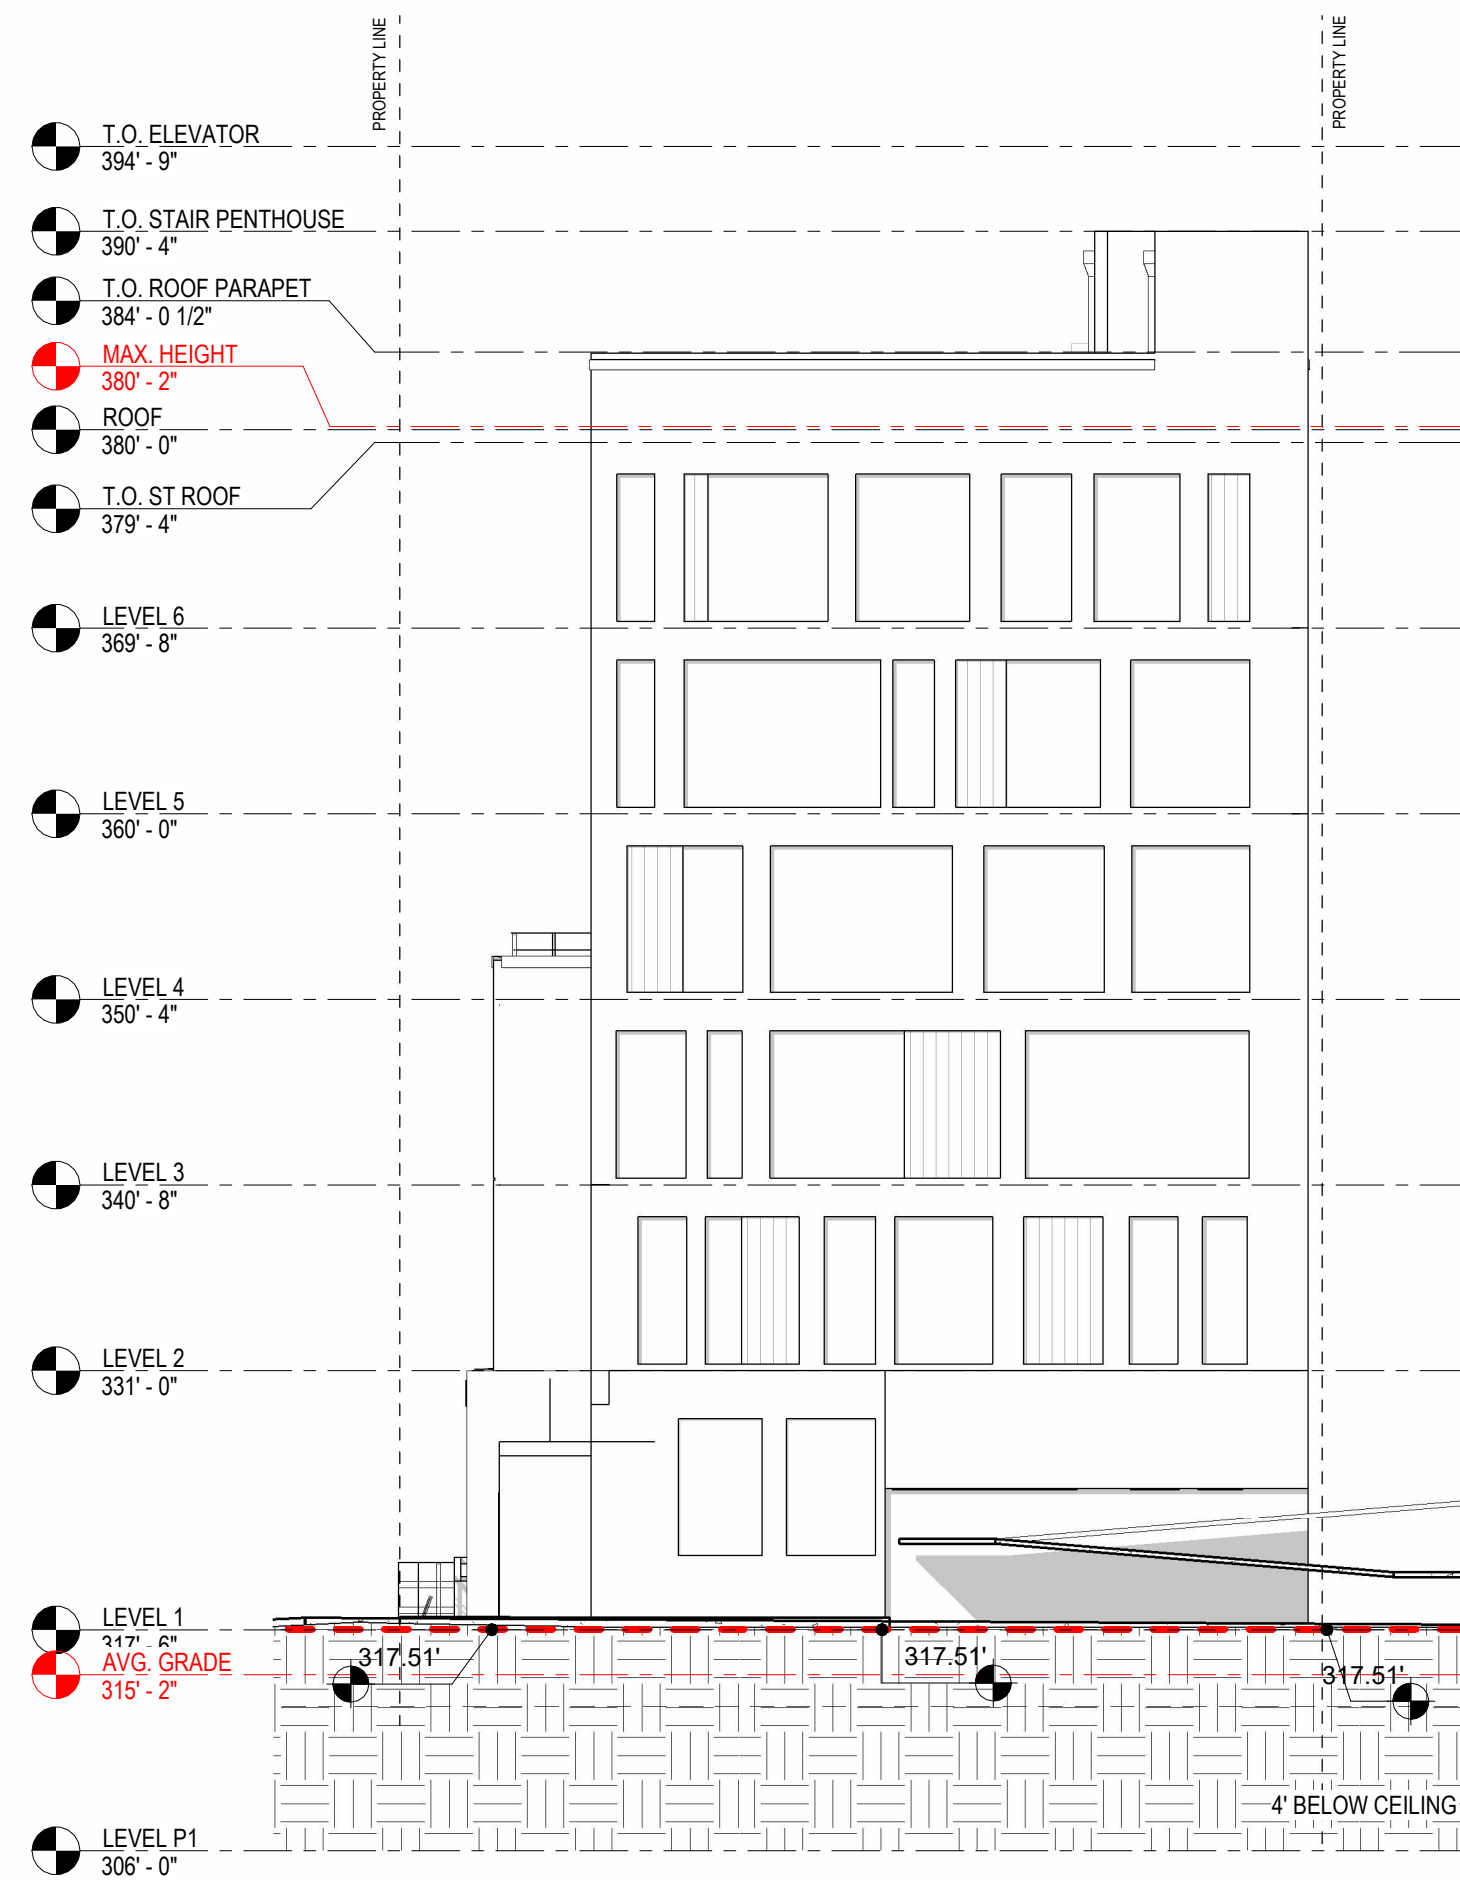 PROPERTY LINE
PROPERTY LINE
T.O. ELEVATOR
394' - 9"
T.O. STAIR PENTHOUSE
390' - 4"
T.O. ROOF PARAPET
384' - 0 1/2"
MAX. HEIGHT
380' - 2"
ROOF
380' - 0"
T.O. ST ROOF
379' - 4"
LEVEL 6
369' - 8"
LEVEL 5
360' - 0"
LEVEL 4
350' - 4"
LEVEL 3
340' - 8"
LEVEL 2
331' - 0"
LEVEL 1
317' - 6"
AVG. GRADE
315' - 2"
317.51'
317.51'
317.51'
4' BELOW CEILING
LEVEL P1
306' - 0"